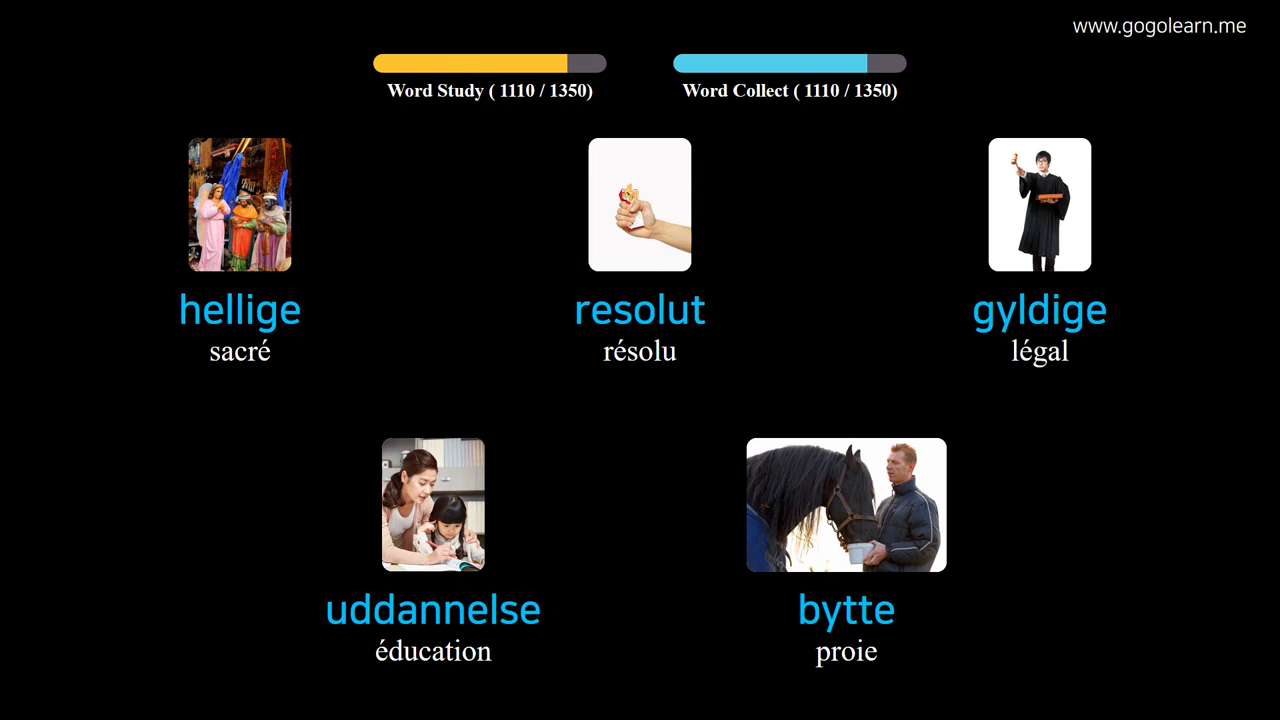 www.gogolearn.me
Word Study ( 1110 / 1350)
Word Collect ( 1110 / 1350)
hellige
sacré
resolut
résolu
gyldige
légal
uddannelse
éducation
bytte
proie